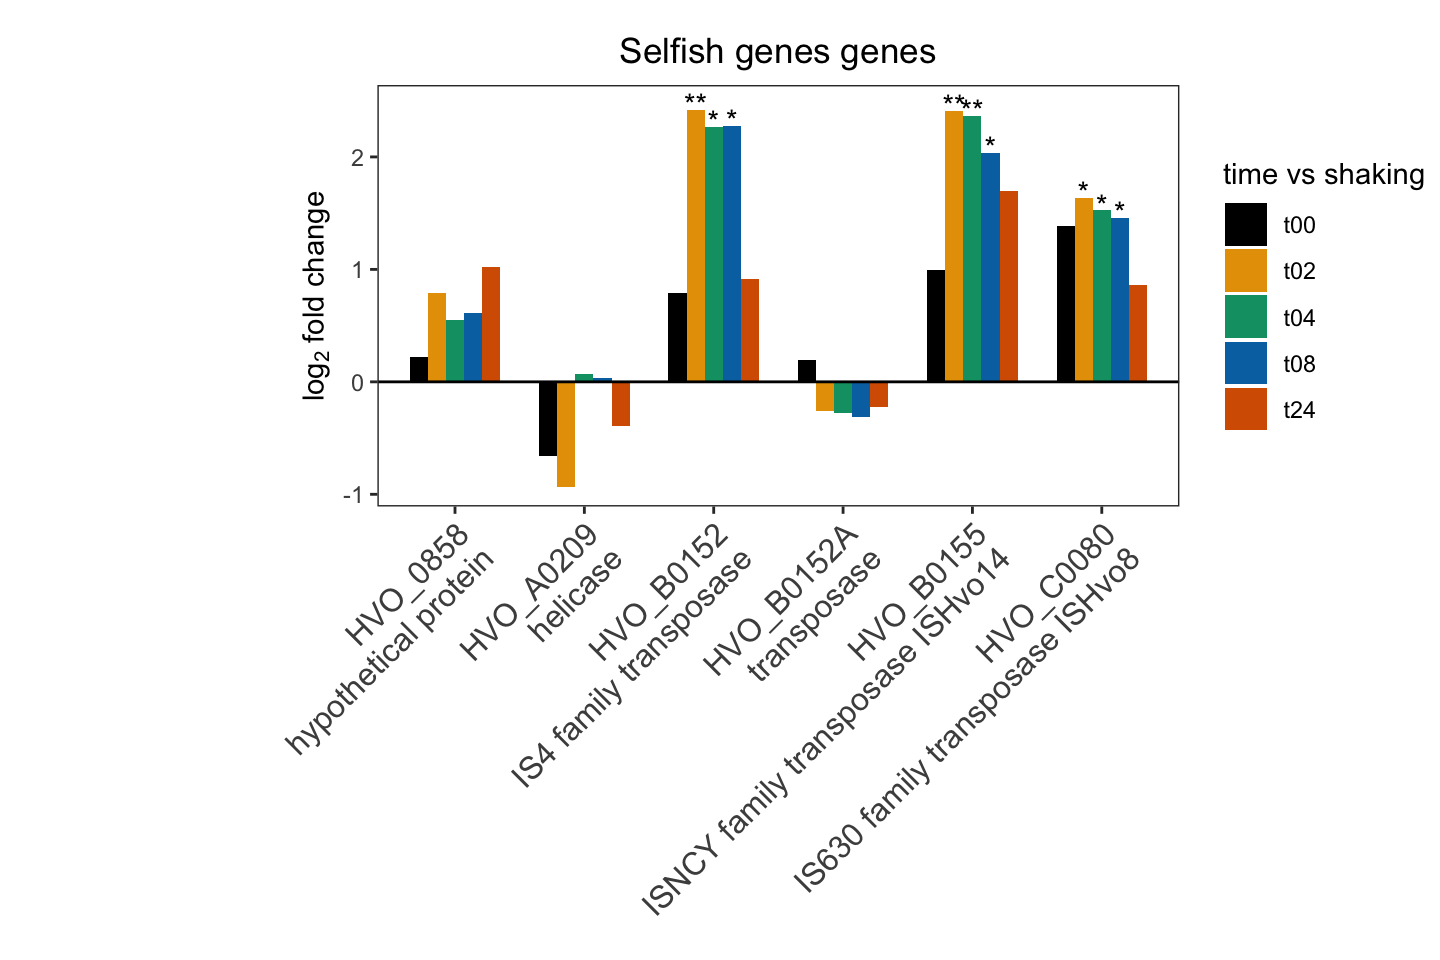 Selfish genes genes
log₂ fold change
2
1
0
-1
**
*
*
**
**
*
*
*
*
HVO_0858
hypothetical protein
HVO_A0209
helicase
HVO_B0152
IS4 family transposase
HVO_B0152A
transposase
HVO_B0155
ISNCY family transposase ISHvo14
HVO_C0080
IS630 family transposase ISHvo8
time vs shaking
t00
t02
t04
t08
t24